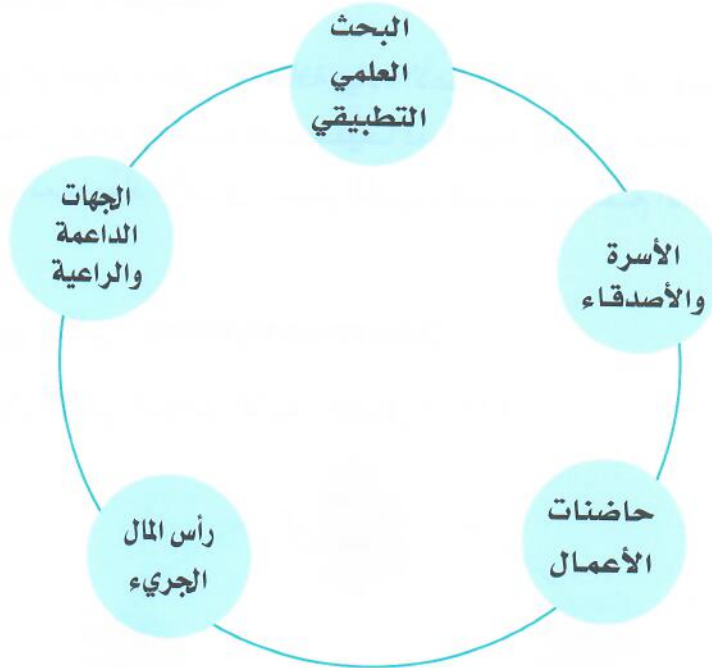 البحث
العلمي
التطبيقي
الأسرة
والأصدقاء
حاضنات
الأعمال
رأس المال
الجريء
الجهات
الداعمة
والراعية